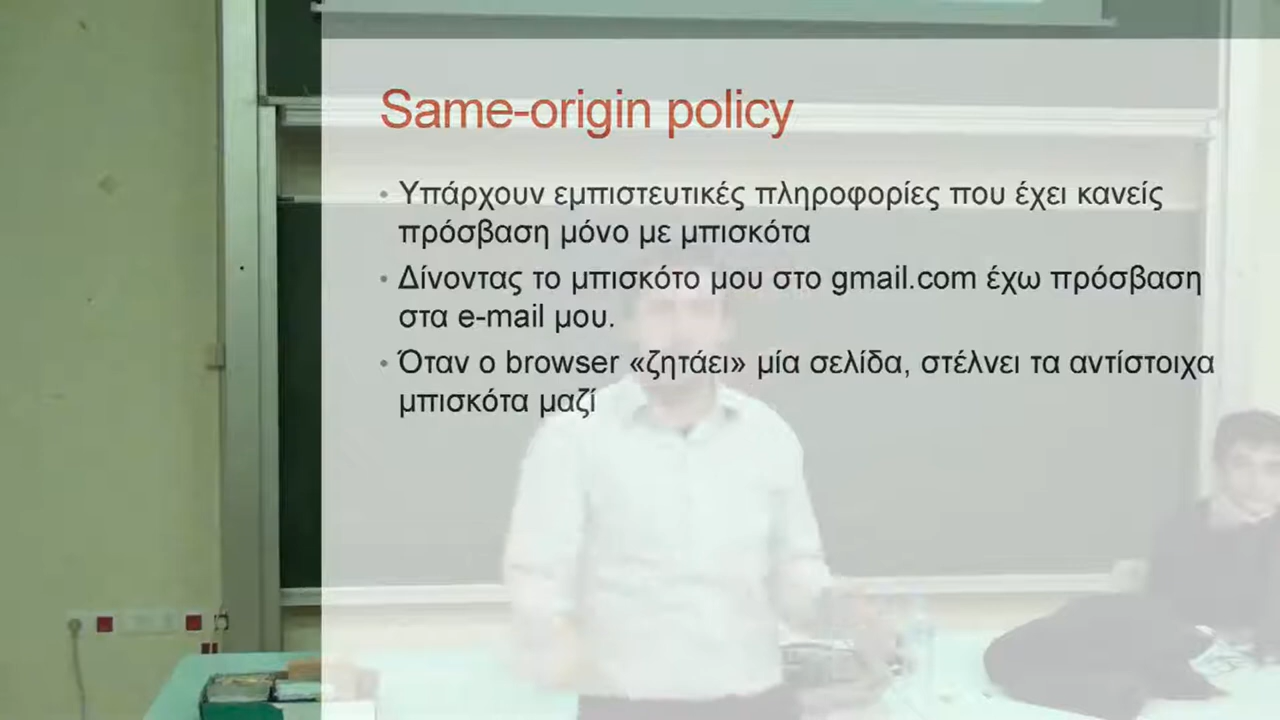 Same-origin policy
• Υπάρχουν εμπιστευτικές πληροφορίες που έχει κανείς
πρόσβαση μόνο με μπισκότα
• Δίνοντας το μπισκότο μου στο gmail.com έχω πρόσβαση
στα e-mail μου.
• Όταν ο browser «ζητάει» μία σελίδα, στέλνει τα αντίστοιχα
μπισκότα μαζί